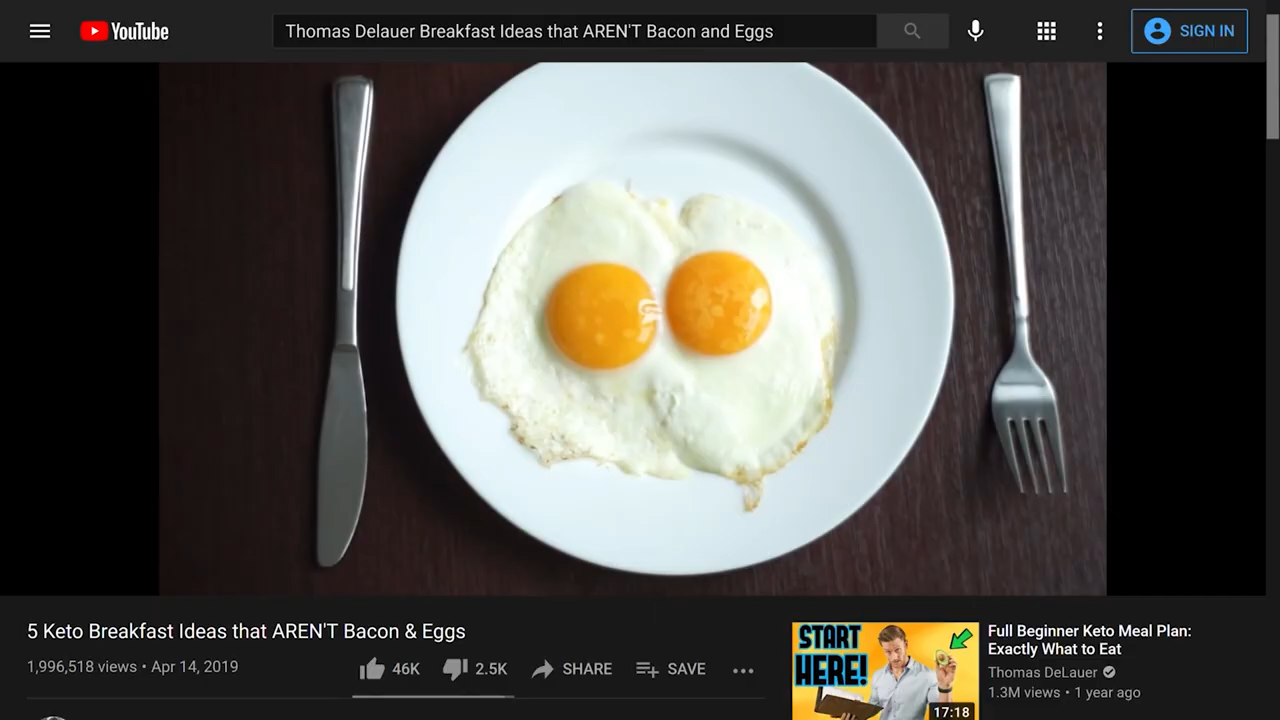 YouTube
Thomas Delauer Breakfast Ideas that AREN'T Bacon and Eggs
SIGN IN
5 Keto Breakfast Ideas that AREN'T Bacon & Eggs
1,996,518 views • Apr 14, 2019
46K
2.5K
SHARE
SAVE
START
HERE!
17:18
Full Beginner Keto Meal Plan:
Exactly What to Eat
Thomas DeLauer
1.3M views • 1 year ago